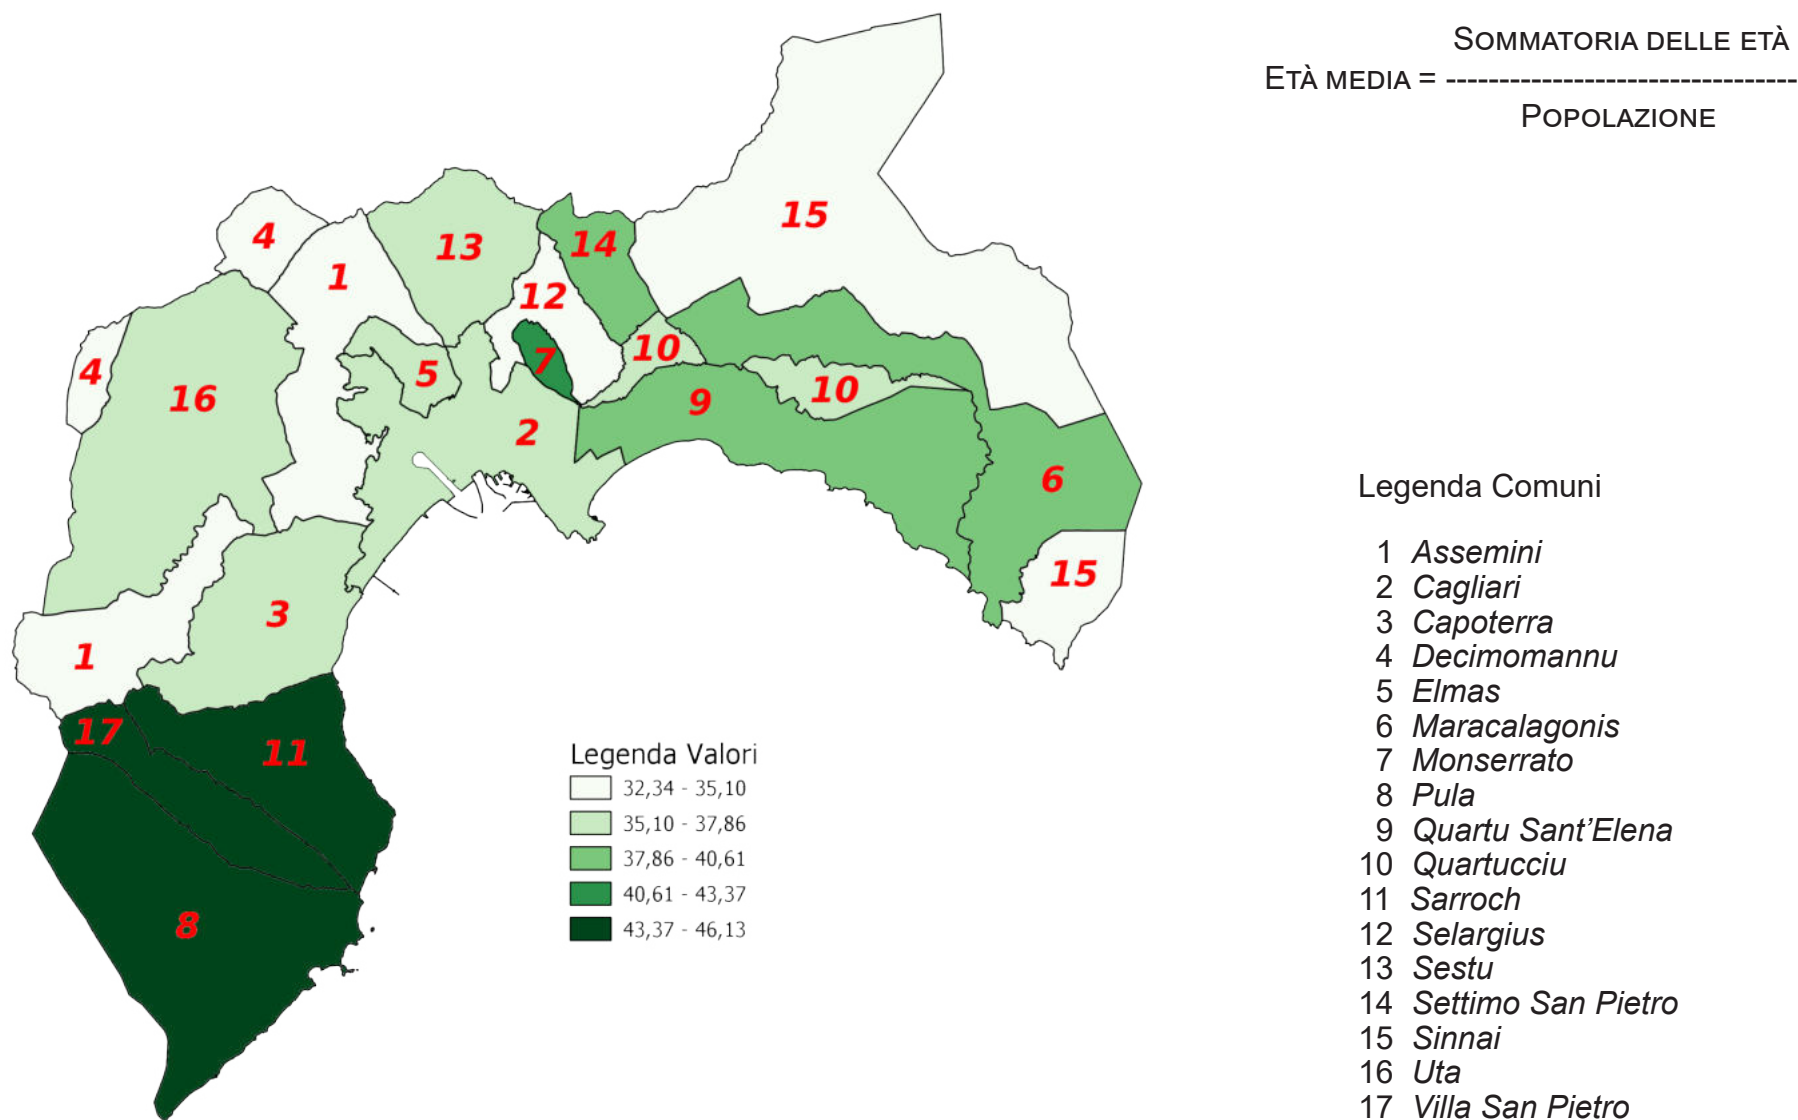 SOMMATORIA DELLE ETÀ
ETÀ MEDIA = ---------------------------------
POPOLAZIONE
15
13
14
4
1
12
10
7
5
4
16
10
9
2
6
15
3
1
17
11
8
Legenda Valori
32,34 - 35,10
35,10 - 37,86
37,86 - 40,61
40,61 - 43,37
43,37 - 46,13
Legenda Comuni
1 Assemini
2 Cagliari
3 Capoterra
4 Decimomannu
5 Elmas
6 Maracalagonis
7 Monserrato
8 Pula
9 Quartu Sant’Elena
10 Quartucciu
11 Sarroch
12 Selargius
13 Sestu
14 Settimo San Pietro
15 Sinnai
16 Uta
17 Villa San Pietro